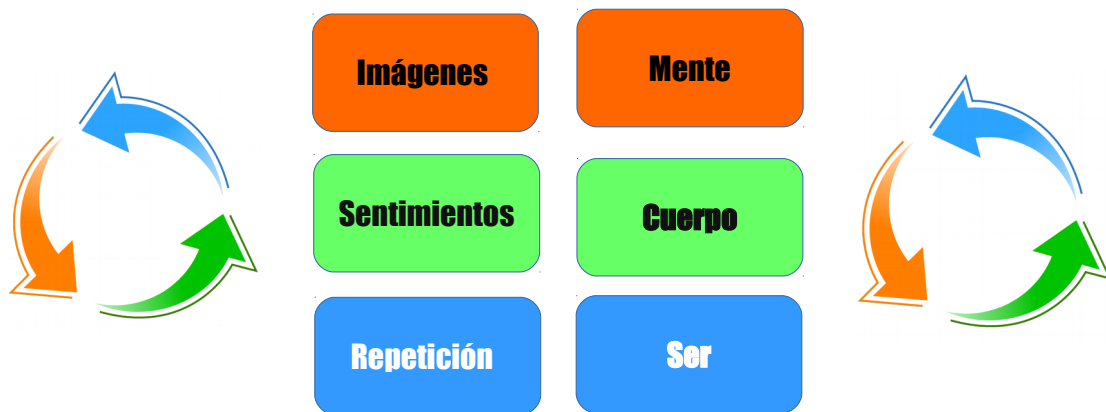 Imágenes
Mente
Sentimientos
Cuerpo
Repetición
Ser